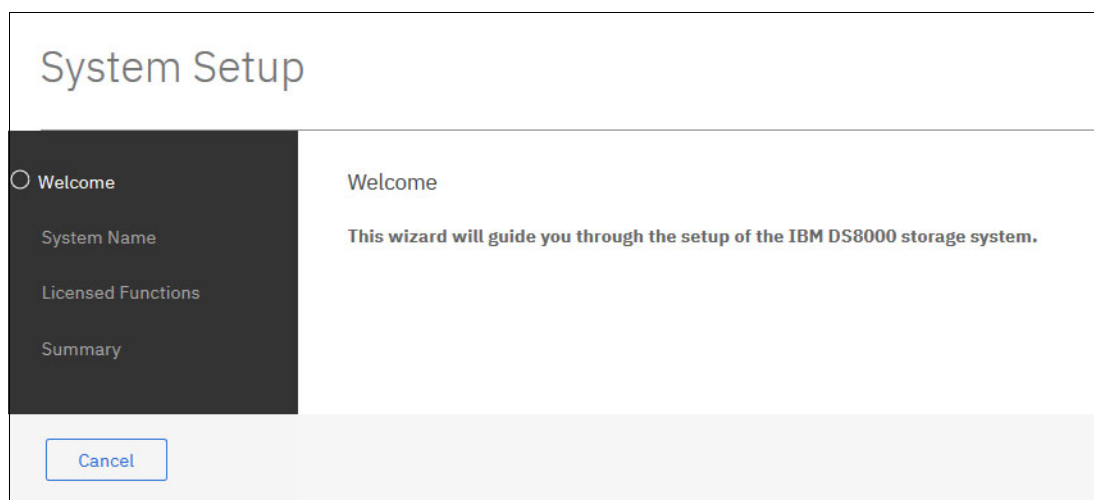 System Setup
Welcome
System Name
Licensed Functions
Summary
Welcome
This wizard will guide you through the setup of the IBM DS8000 storage system.
Cancel